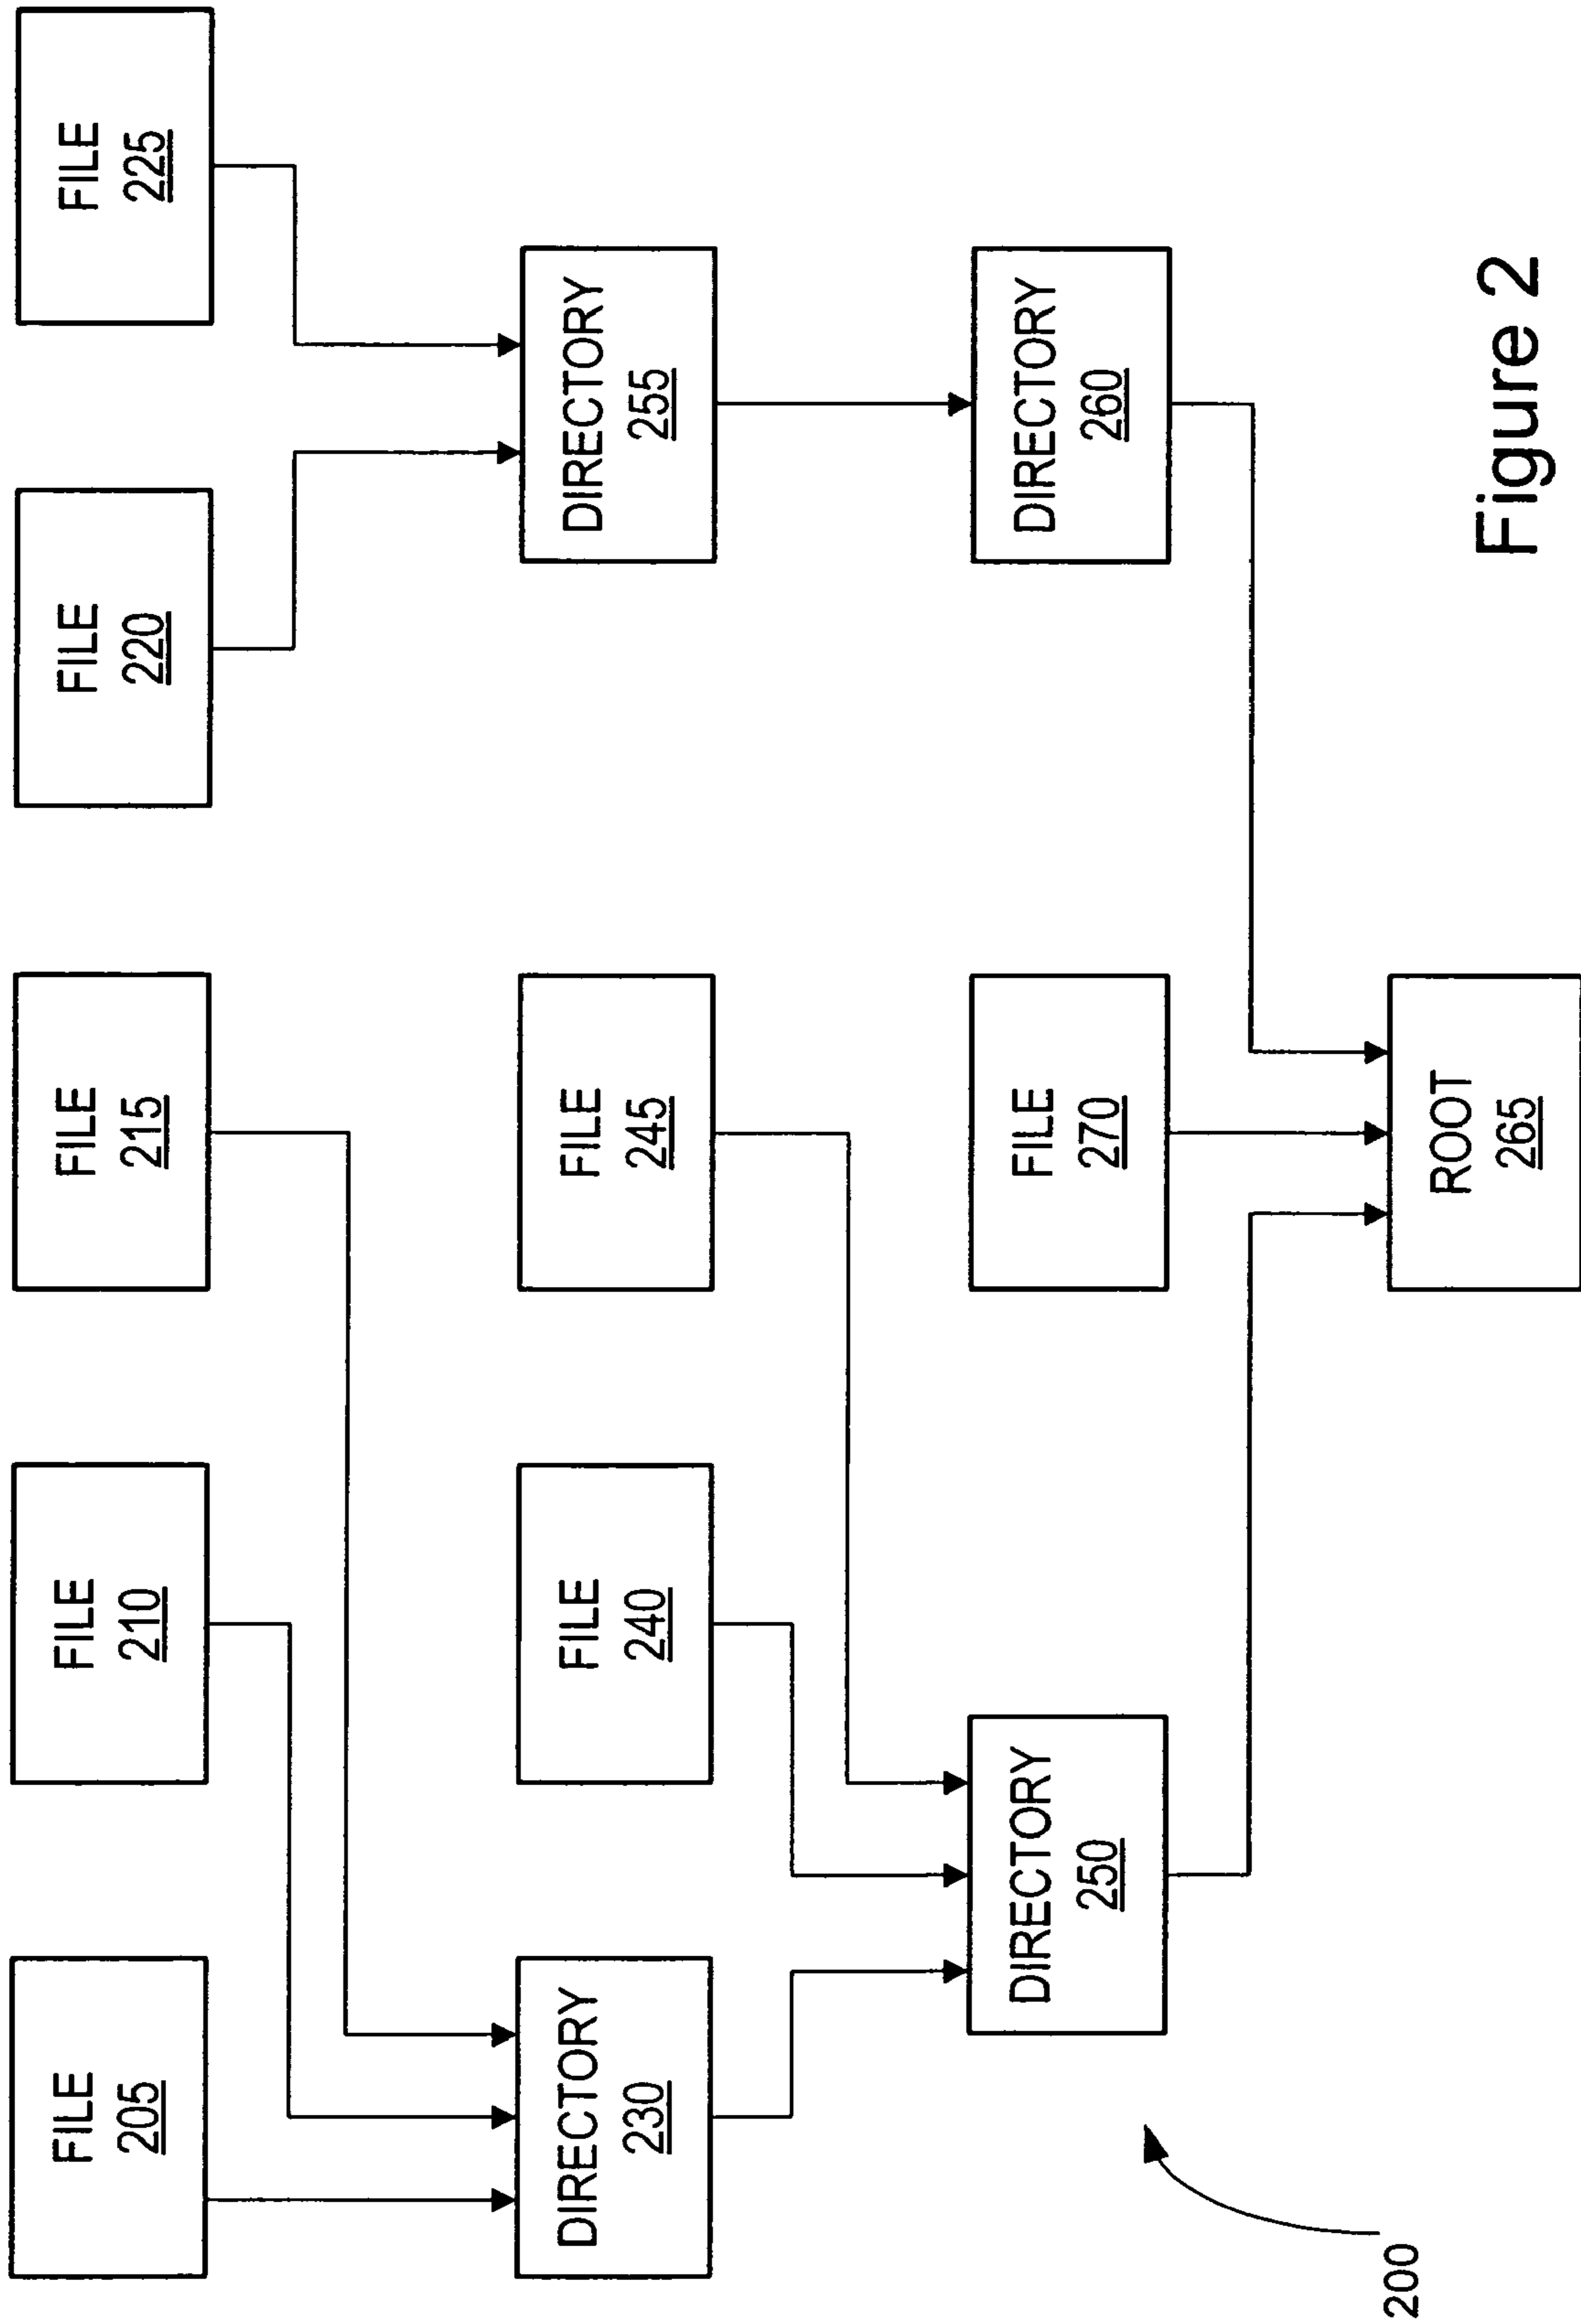 FILE
205
FILE
210
FILE
215
FILE
220
FILE
225
DIRECTORY
230
FILE
240
FILE
245
DIRECTORY
255
DIRECTORY
250
FILE
270
DIRECTORY
260
ROOT
265
200
Figure 2